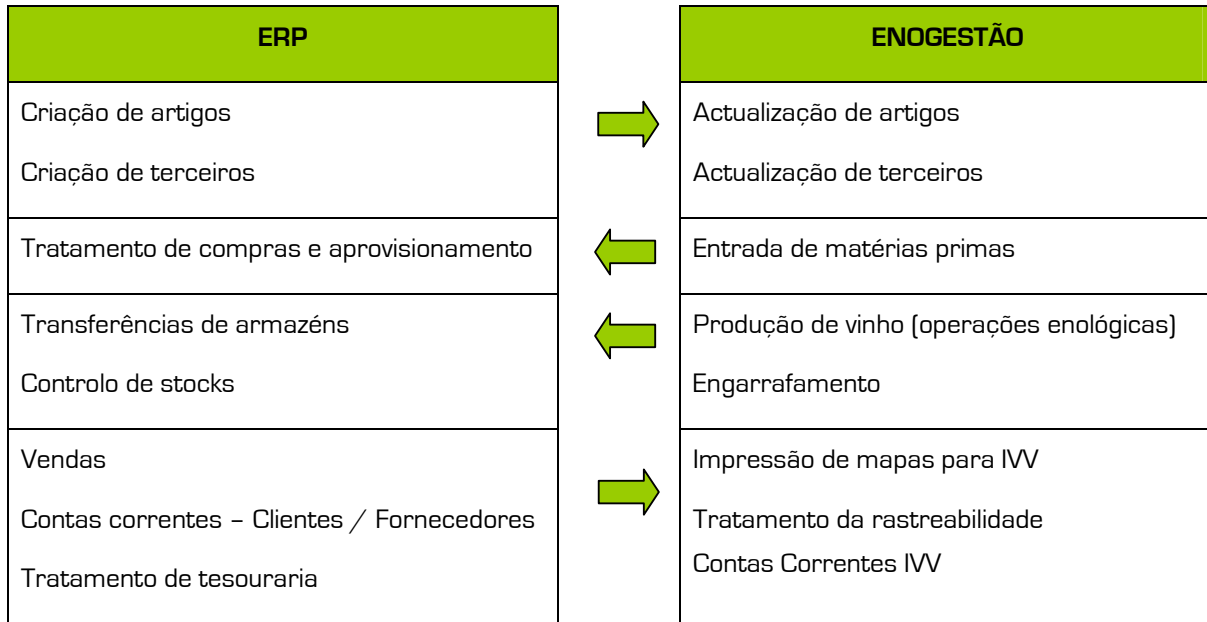 ERP
ENOGESTÃO
Criação de artigos
Actualização de artigos
Criação de terceiros
Actualização de terceiros
Tratamento de compras e aprovisionamento
Entrada de matérias primas
Transferências de armazéns
Produção de vinho (operações enológicas)
Controlo de stocks
Engarrafamento
Vendas
Impressão de mapas para IVV
Contas correntes – Clientes / Fornecedores
Tratamento da rastreabilidade
Tratamento de tesouraria
Contas Correntes IVV